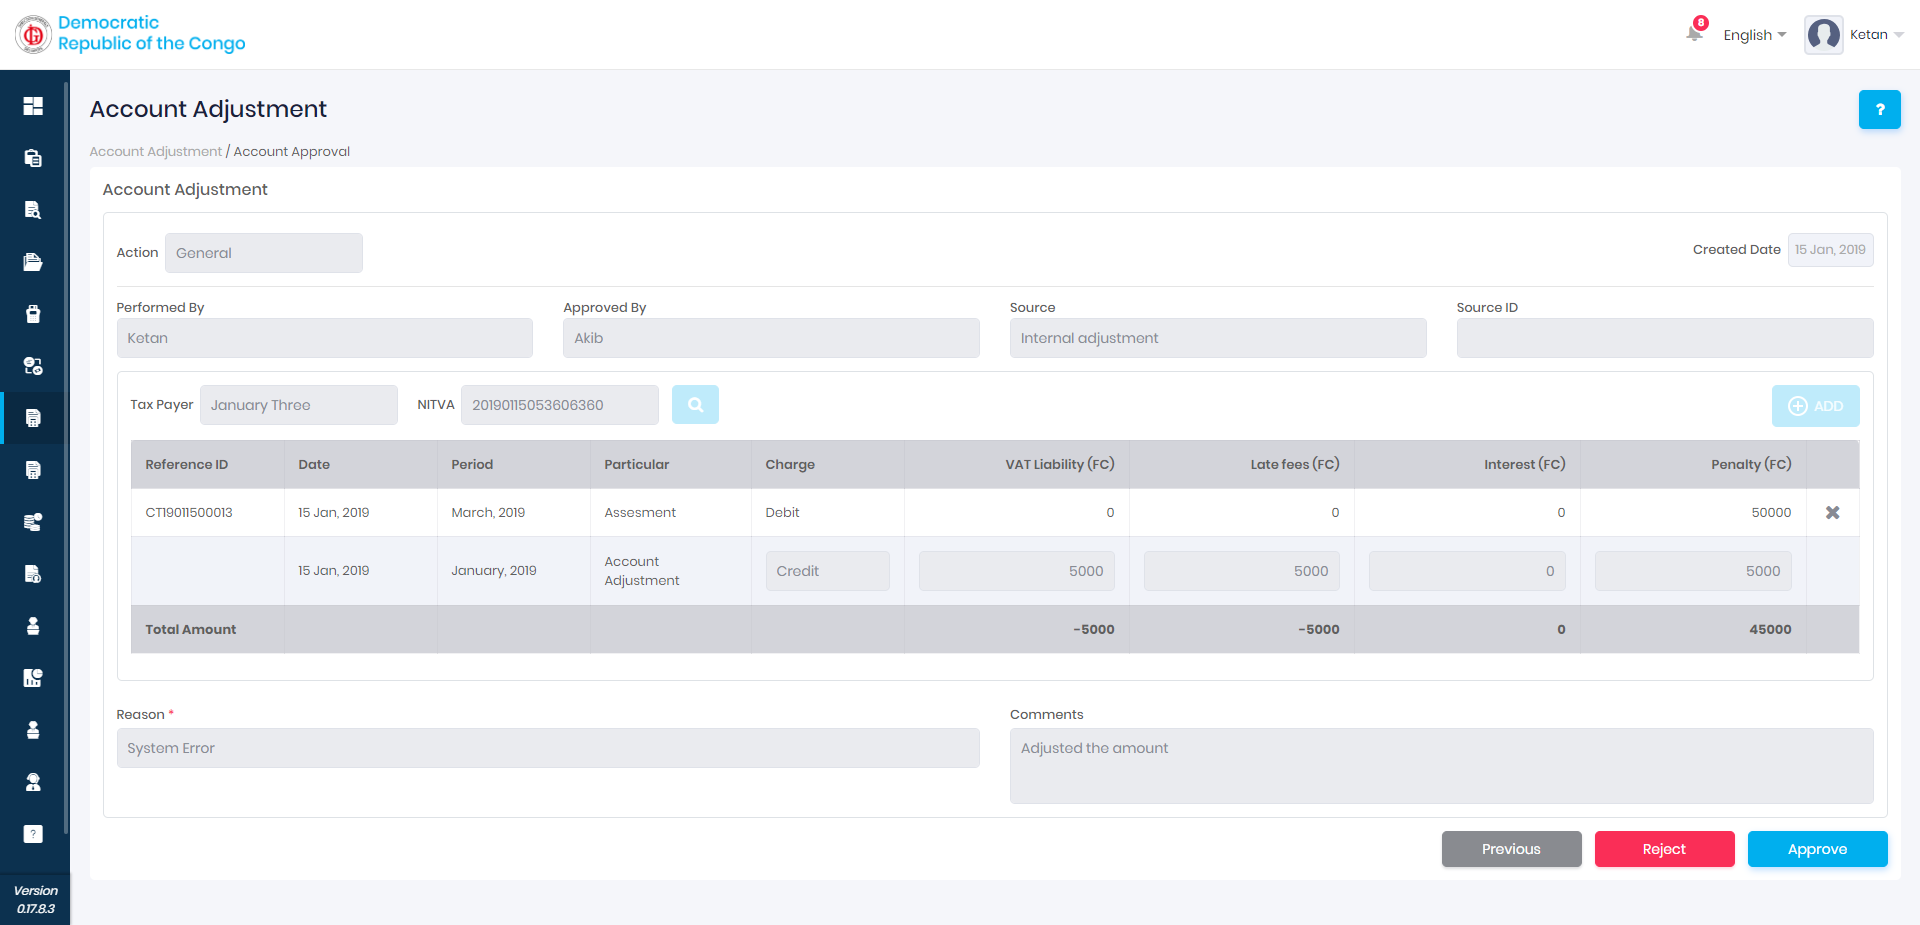 Democratic
Republic of the Congo
8
English
Ketan
Account Adjustment
?
Account Adjustment / Account Approval
Account Adjustment
Action General
Created Date 15 Jan, 2019
Performed By Approved By Source Source ID
Ketan Akib Internal adjustment
Tax Payer January Three NITVA 20190115053606360
ADD
Reference ID Date Period Particular Charge VAT Liability (FC) Late fees (FC) Interest (FC) Penalty (FC)
CT19011500013 15 Jan, 2019 March, 2019 Assesment Debit 0 0 0 50000
15 Jan, 2019 January, 2019 Account Adjustment Credit 5000 5000 0 5000
Total Amount -5000 -5000 0 45000
Reason * Comments
System Error Adjusted the amount
Previous Reject Approve
?
Version
0.17.8.3